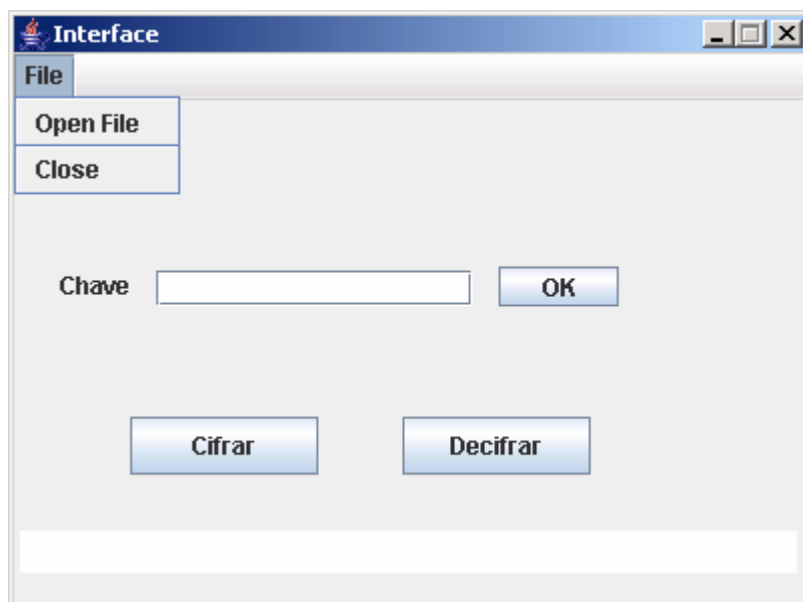 Interface
File
Open File
Close
Chave OK
Cifrar Decifrar